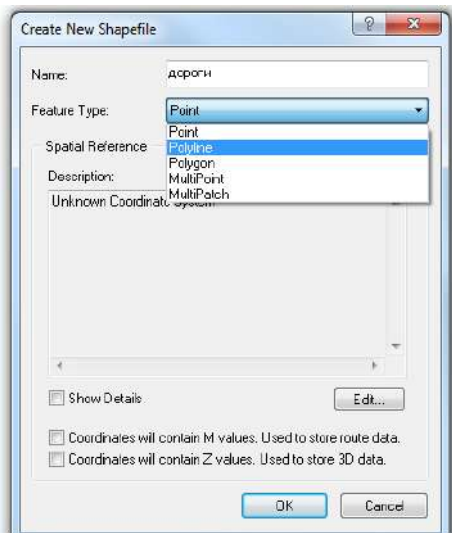 Create New Shapefile
Name: дороги
Feature Type: Point
Point
Polyline
Polygon
MultiPoint
MultiPatch
Spatial Reference
Description:
Unknown Coordinate System
Show Details
Edit...
Coordinates will contain M values. Used to store route data.
Coordinates will contain Z values. Used to store 3D data.
OK Cancel